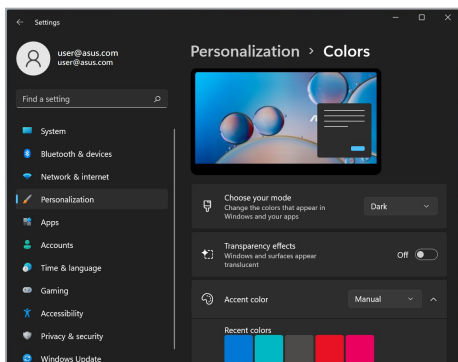 Settings
user@asus.com
user@asus.com
Find a setting
System
Bluetooth & devices
Network & internet
Personalization
Apps
Accounts
Time & language
Gaming
Accessibility
Privacy & security
Windows Update
Personalization > Colors
Choose your mode
Change the colors that appear in
Windows and your apps
Dark
Transparency effects
Windows and surfaces appear
translucent
Off
Accent color
Manual
Recent colors